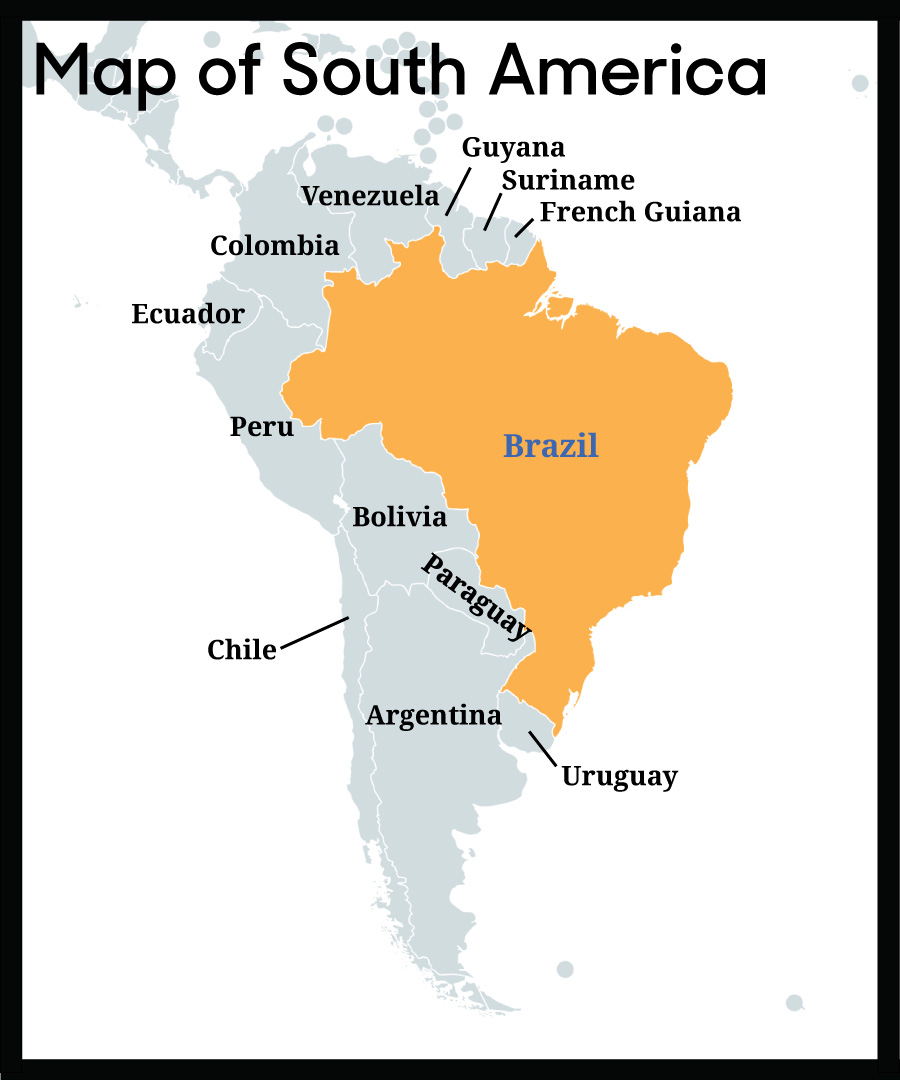 Map of South America
Guyana
Suriname
Venezuela
French Guiana
Colombia
Ecuador
Peru
Brazil
Bolivia
Paraguay
Chile
Argentina
Uruguay